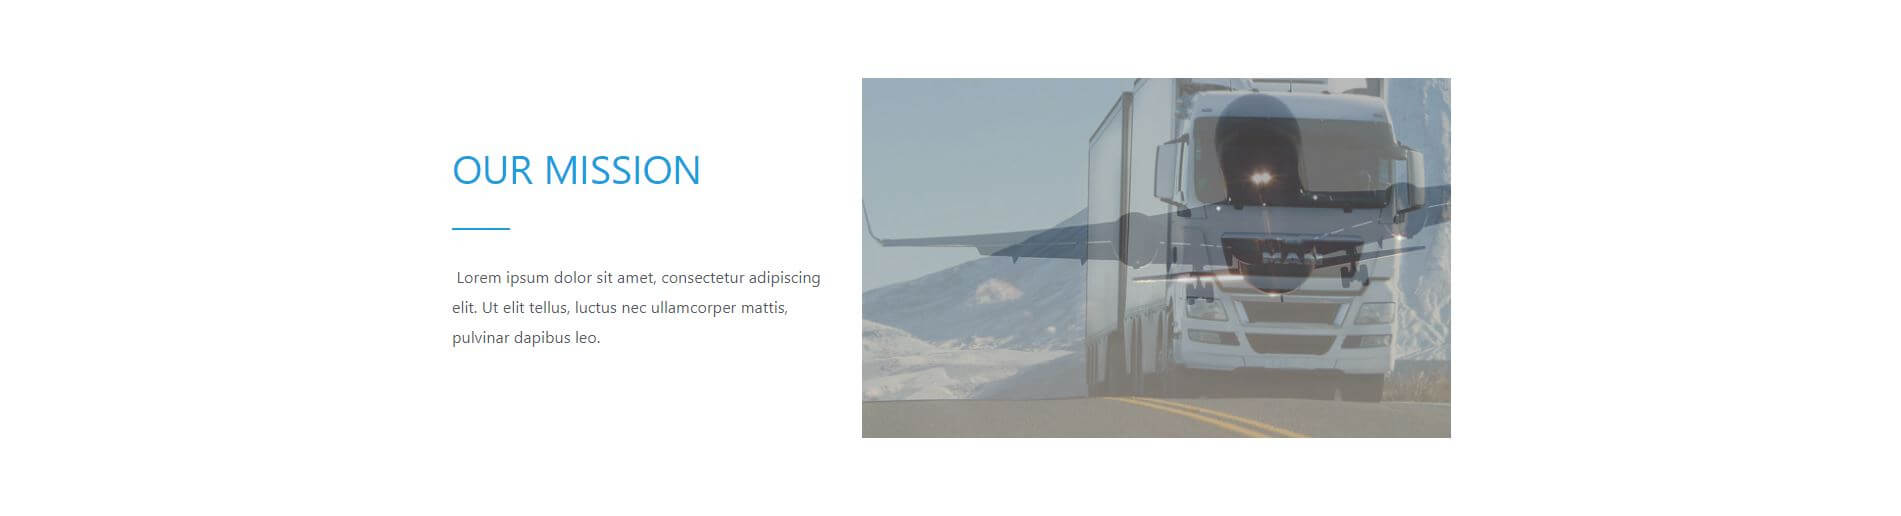 OUR MISSION
Lorem ipsum dolor sit amet, consectetur adipiscing
elit. Ut elit tellus, luctus nec ullamcorper mattis,
pulvinar dapibus leo.
MAN